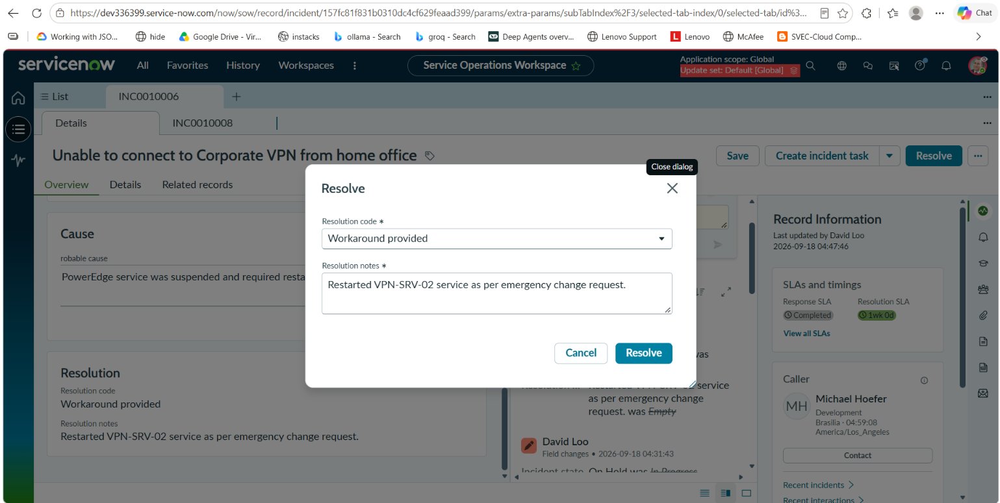 https://dev336399.service-now.com/now/sow/record/incident/157fc81f831b0310dc4cf629feaad399/params/extra-params/subTabIndex%2F3/selected-tab-index/0/selected-tab/id%3...
Chat
Working with JSO...
hide
Google Drive - Vir...
instacks
ollama - Search
groq - Search
Deep Agents overv...
Lenovo Support
L Lenovo
McAfee
SVEC-Cloud Comp...
servicenow
All
Favorites
History
Workspaces
Service Operations Workspace
Application scope: Global
Update set: Default [Global]
List
INC0010006
Details
INC0010008
Unable to connect to Corporate VPN from home office
Save
Create incident task
Resolve
Overview
Details
Related records
Close dialog
Resolve
Resolution code *
Workaround provided
Resolution notes *
Restarted VPN-SRV-02 service as per emergency change request.
Cancel
Resolve
Cause
robable cause
PowerEdge service was suspended and required resta
Resolution
Resolution code
Workaround provided
Resolution notes
Restarted VPN-SRV-02 service as per emergency change request.
was
service
as per emergency change
request. was Empty
David Loo
Field changes • 2026-09-18 04:31:43
Incident state On Hold was In Progress
Record Information
Last updated by David Loo
2026-09-18 04:47:46
SLAs and timings
Response SLA
Resolution SLA
Completed
1wk 0d
View all SLAs
Caller
MH
Michael Hoefer
Development
Brasilia · 04:59:08
America/Los_Angeles
Contact
Recent incidents
Recent interactions